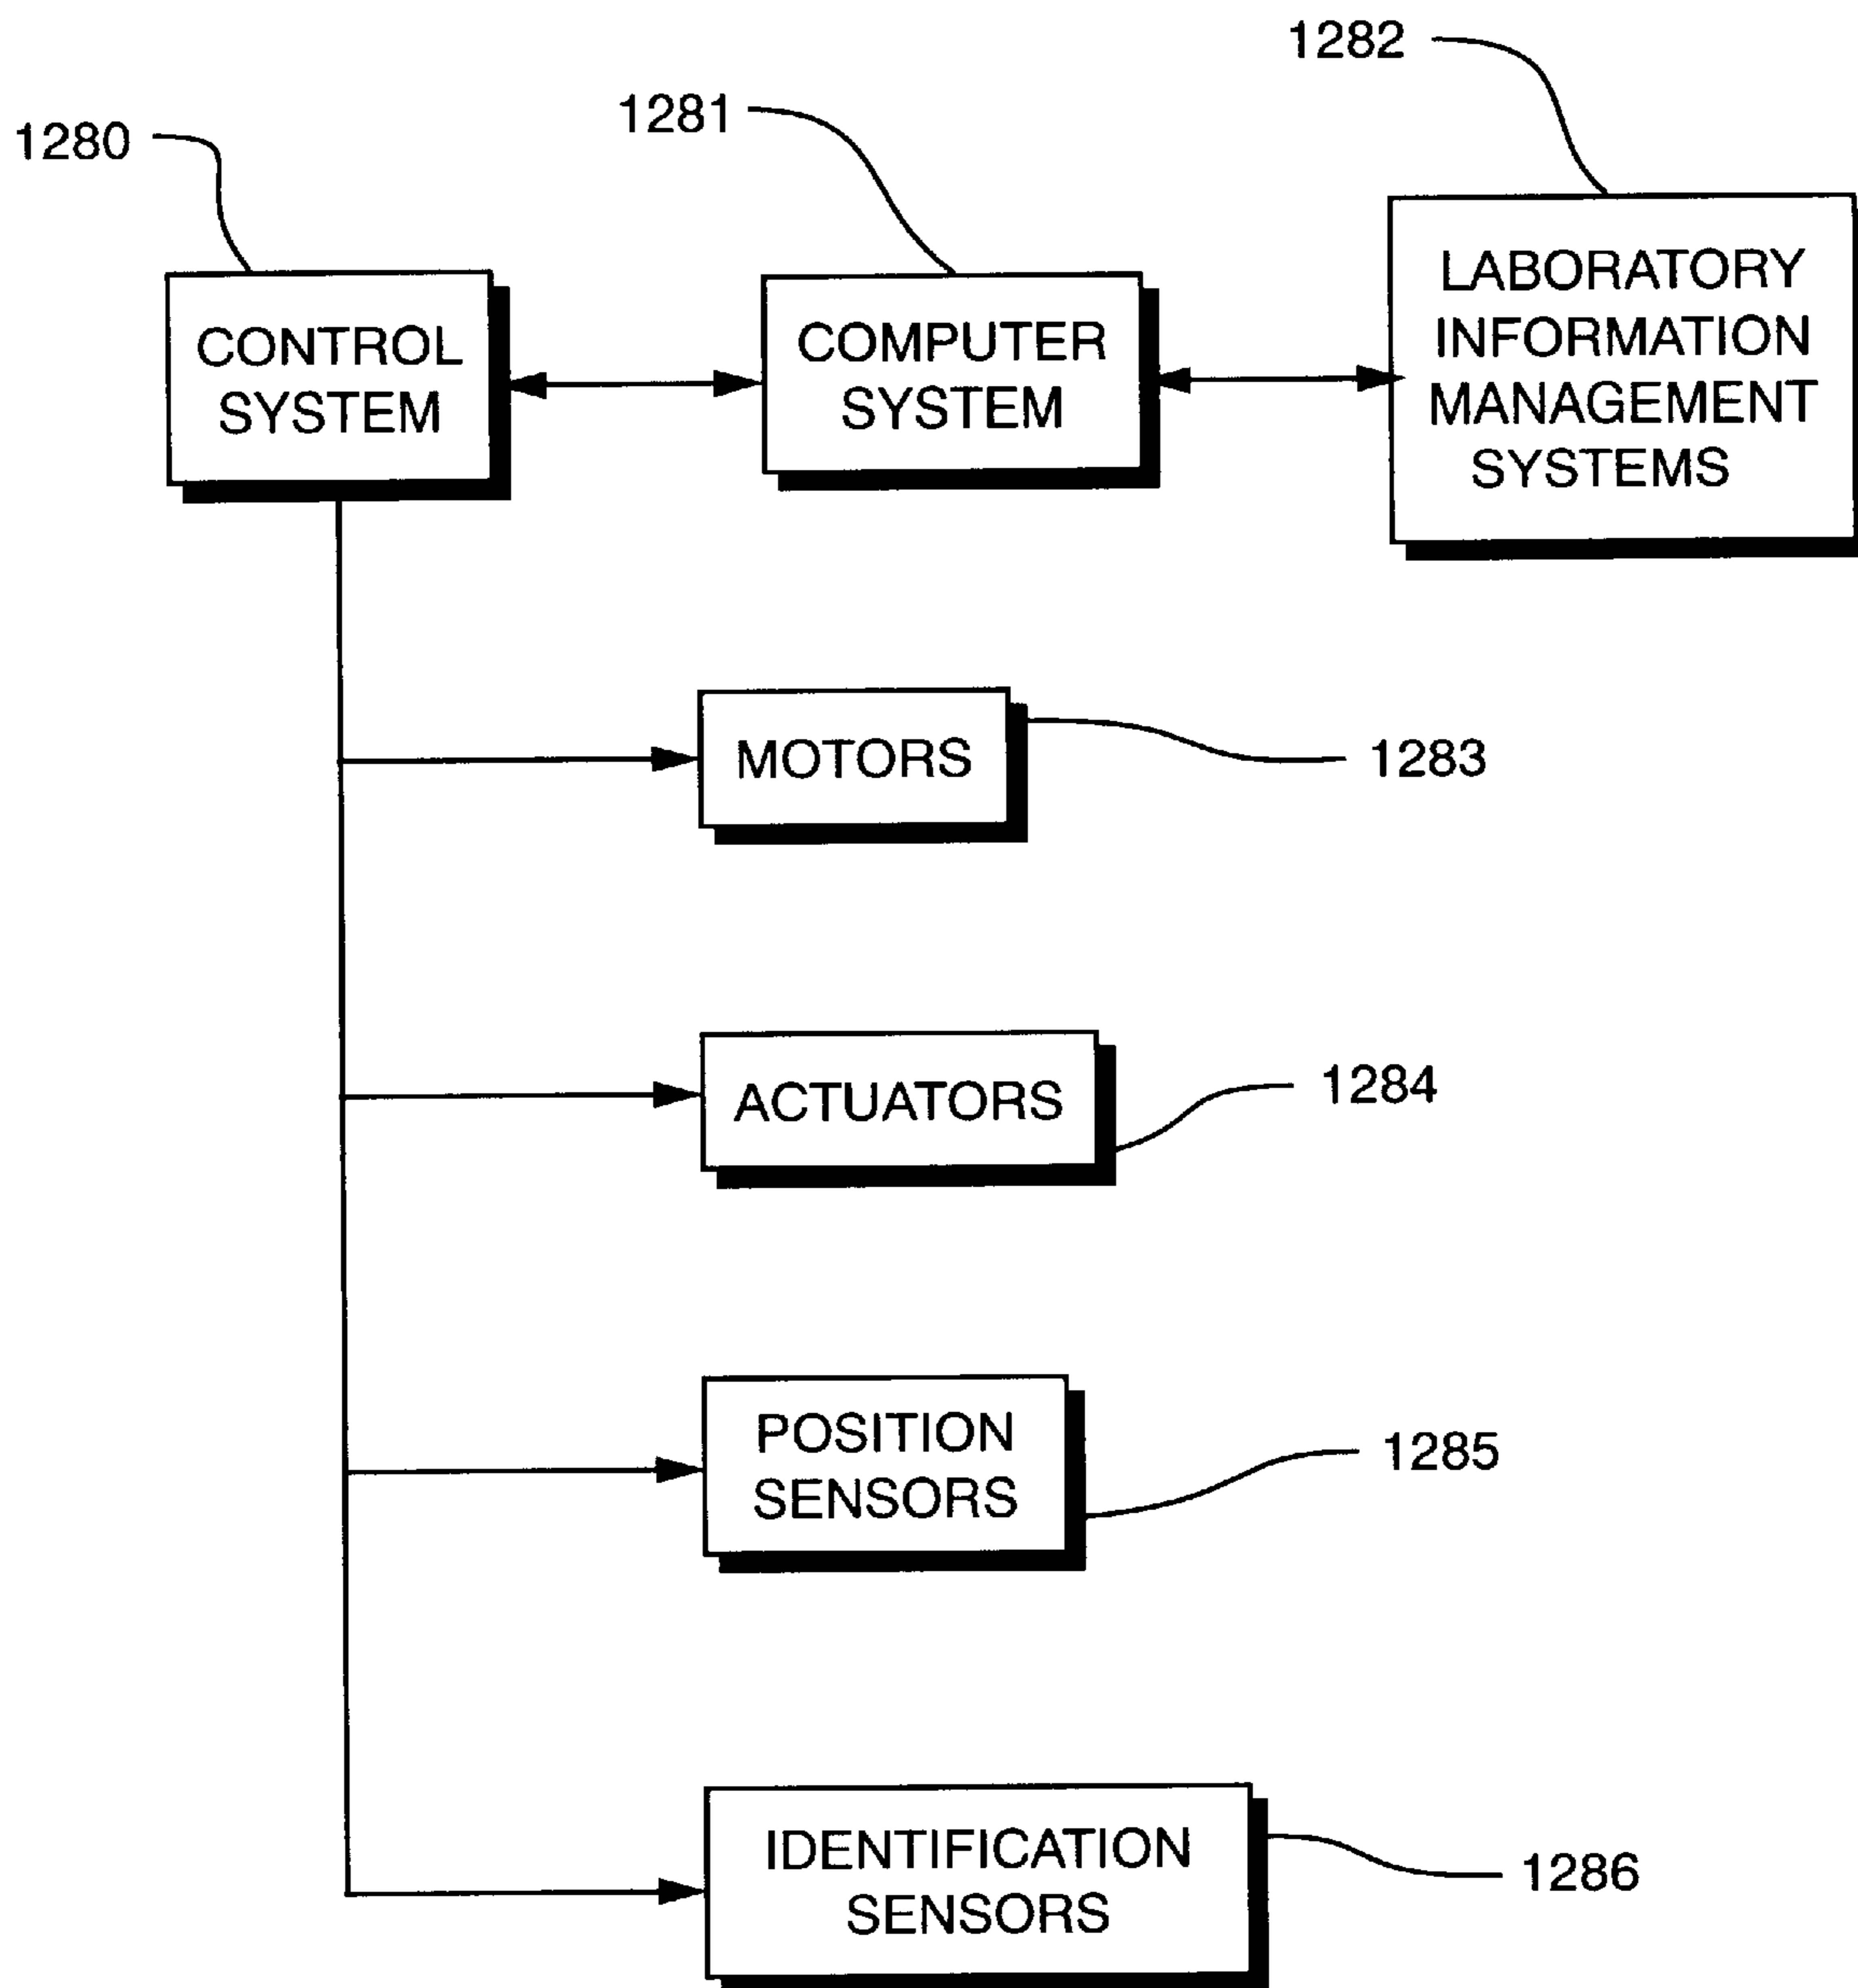 1282
1281
1280
LABORATORY
INFORMATION
MANAGEMENT
SYSTEMS
COMPUTER
SYSTEM
CONTROL
SYSTEM
MOTORS
1283
ACTUATORS
1284
POSITION
SENSORS
1285
IDENTIFICATION
SENSORS
1286